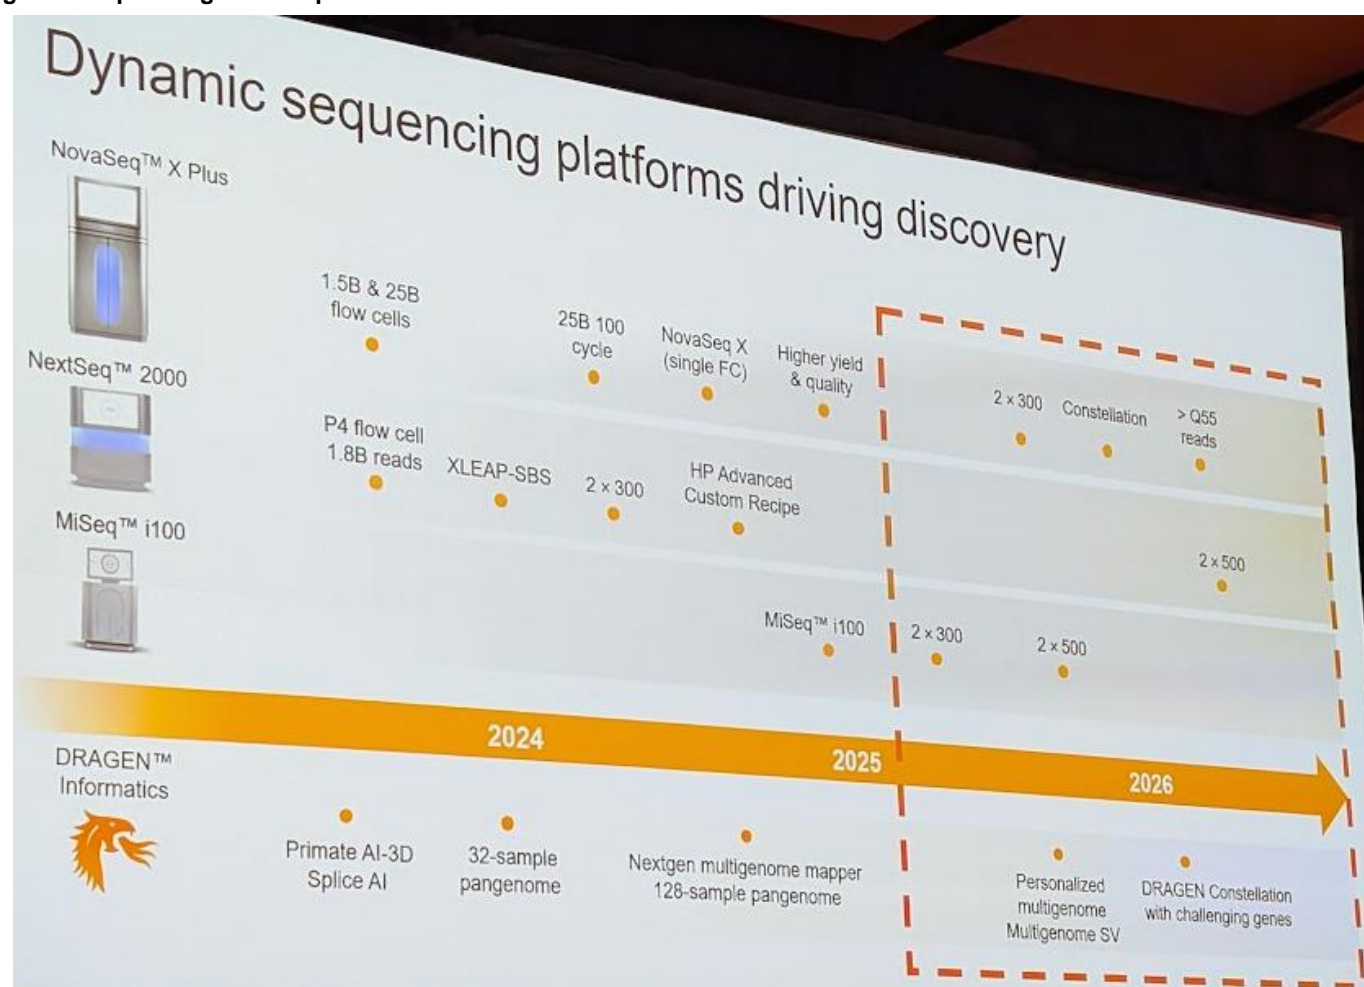 Dynamic sequencing platforms driving discovery
NovaSeq™ X Plus
1.5B & 25B
flow cells
25B 100
cycle
NovaSeq X
(single FC)
Higher yield
& quality
2 × 300
Constellation
> Q55
reads
NextSeq™ 2000
P4 flow cell
1.8B reads
XLEAP-SBS
2 × 300
HP Advanced
Custom Recipe
2 × 500
MiSeq™ i100
MiSeq™ i100
2 × 300
2 × 500
2024
2025
2026
DRAGEN™
Informatics
Primate AI-3D
Splice AI
32-sample
pangenome
Nextgen multigenome mapper
128-sample pangenome
Personalized
multigenome
Multigenome SV
DRAGEN Constellation
with challenging genes